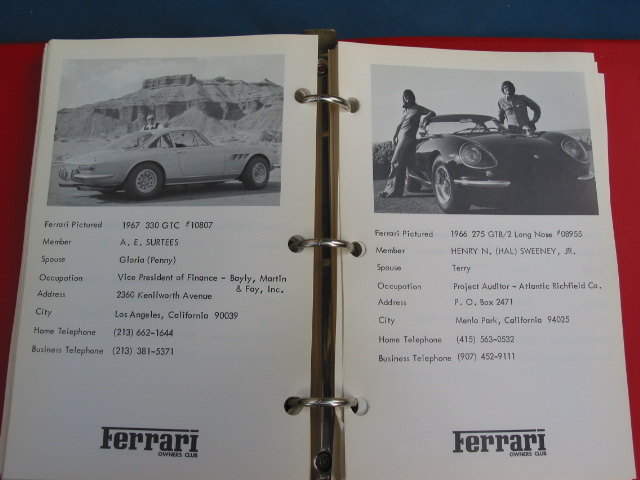 Ferrari Pictured 1967 330 GTC #10807
Member A. E. SURTEES
Spouse Gloria (Penny)
Occupation Vice President of Finance - Bayly, Martin
& Fay, Inc.
Address 2360 Kenilworth Avenue
City Los Angeles, California 90039
Home Telephone (213) 662-1644
Business Telephone (213) 381-5371
Ferrari
OWNERS CLUB
Ferrari Pictured 1966 275 GTB/2 Long Nose #08955
Member HENRY N. (HAL) SWEENEY, JR.
Spouse Terry
Occupation Project Auditor - Atlantic Richfield Co.
Address P. O. Box 2471
City Menlo Park, California 94025
Home Telephone (415) 563-0532
Business Telephone (907) 452-9111
Ferrari
OWNERS CLUB